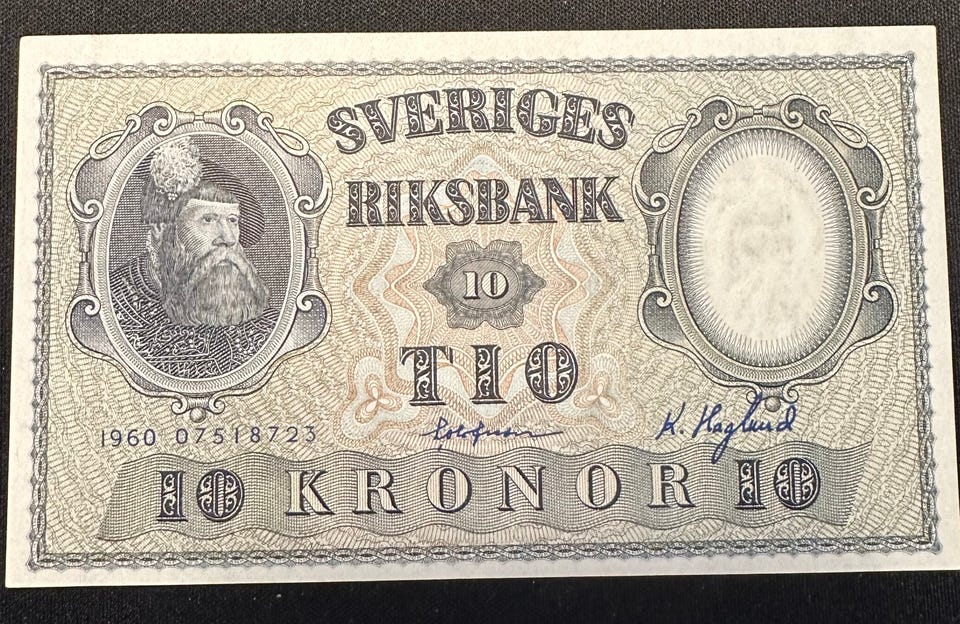 SVERIGES
RIKSBANK
10
TIO
1960 07518723
K. Haglund
10 KRONOR 10